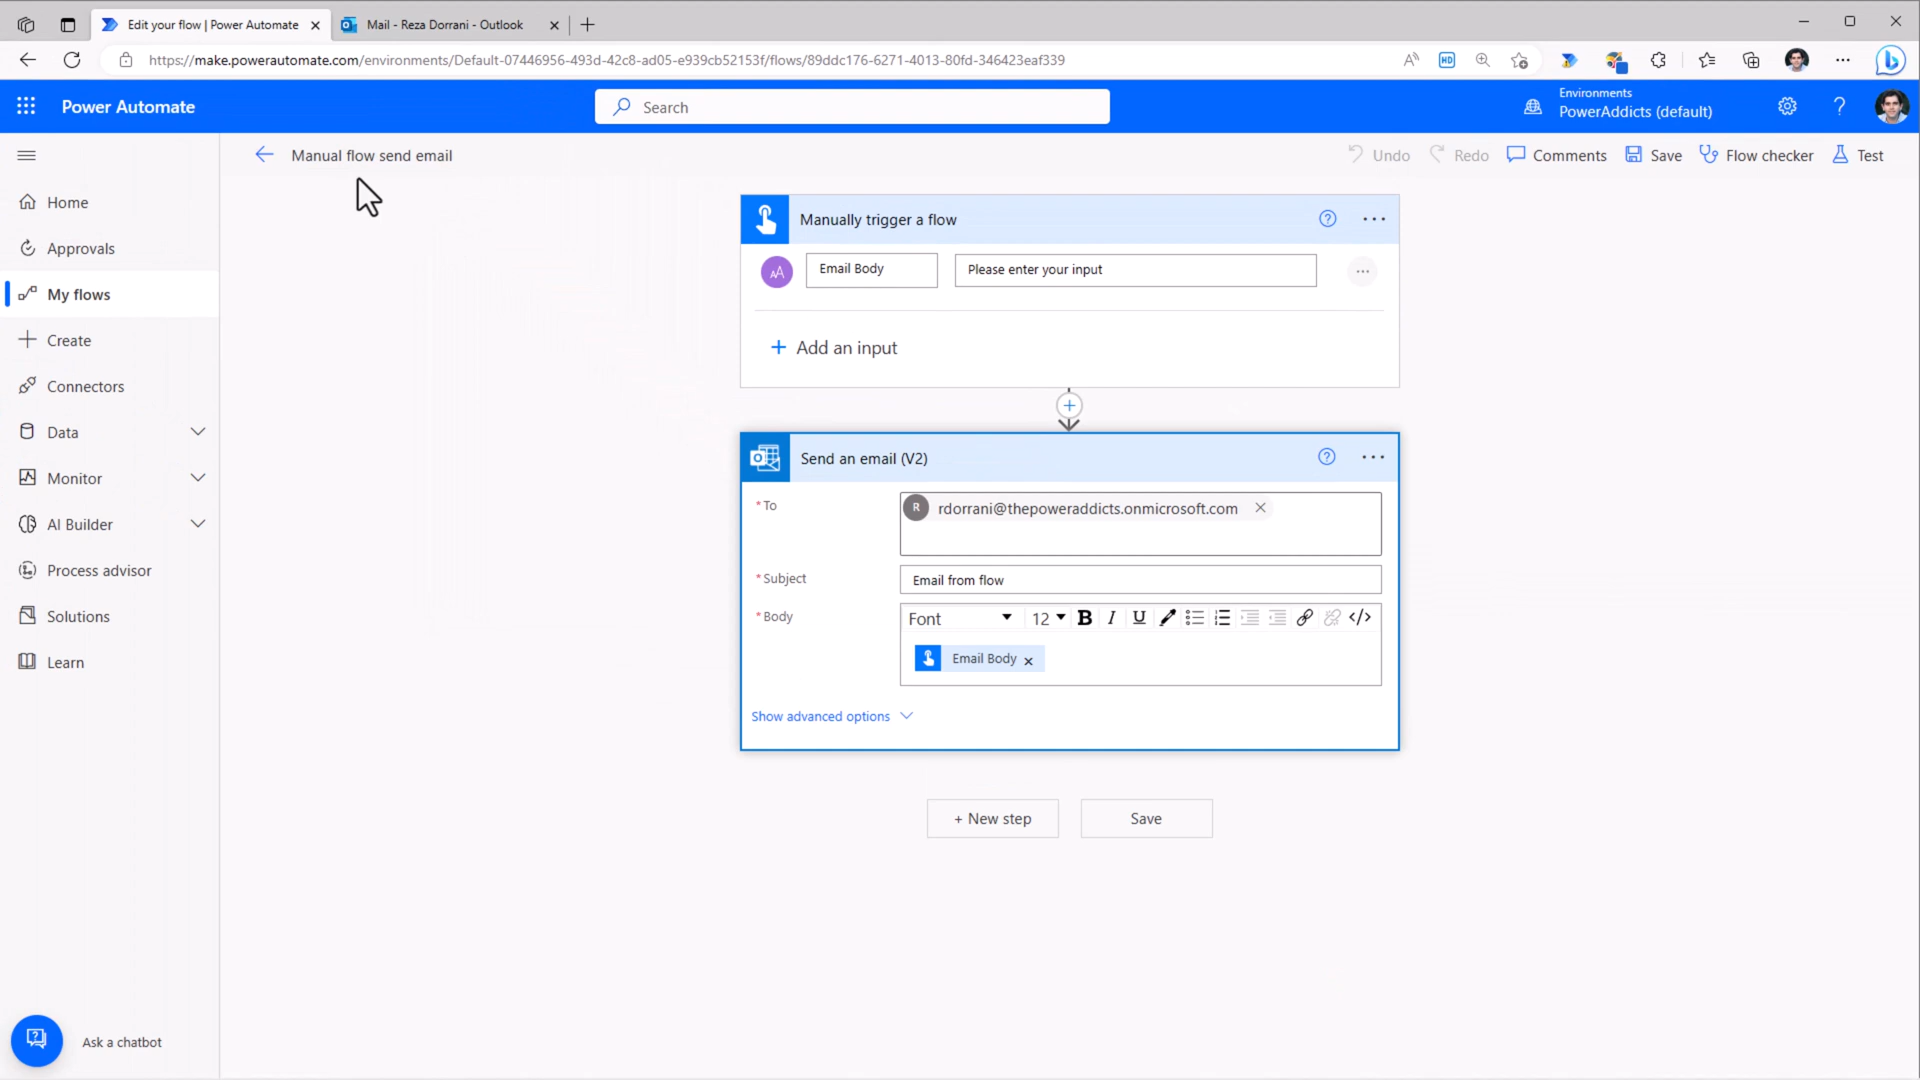 Edit your flow | Power Automate
Mail - Reza Dorrani - Outlook
https://make.powerautomate.com/environments/Default-07446956-493d-42c8-ad05-e939cb52153f/flows/89ddc176-6271-4013-80fd-346423eaf339
A
HD
Power Automate
Search
Environments
PowerAddicts (default)
?
Manual flow send email
Undo
Redo
Comments
Save
Flow checker
Test
Home
Approvals
My flows
Create
Connectors
Data
Monitor
AI Builder
Process advisor
Solutions
Learn
Ask a chatbot
Manually trigger a flow
?
AA
Email Body
Please enter your input
+ Add an input
Send an email (V2)
?
* To
R
rdorrani@thepoweraddicts.onmicrosoft.com
* Subject
Email from flow
* Body
Font
12
B
I
U
</>
Email Body
Show advanced options
+ New step
Save